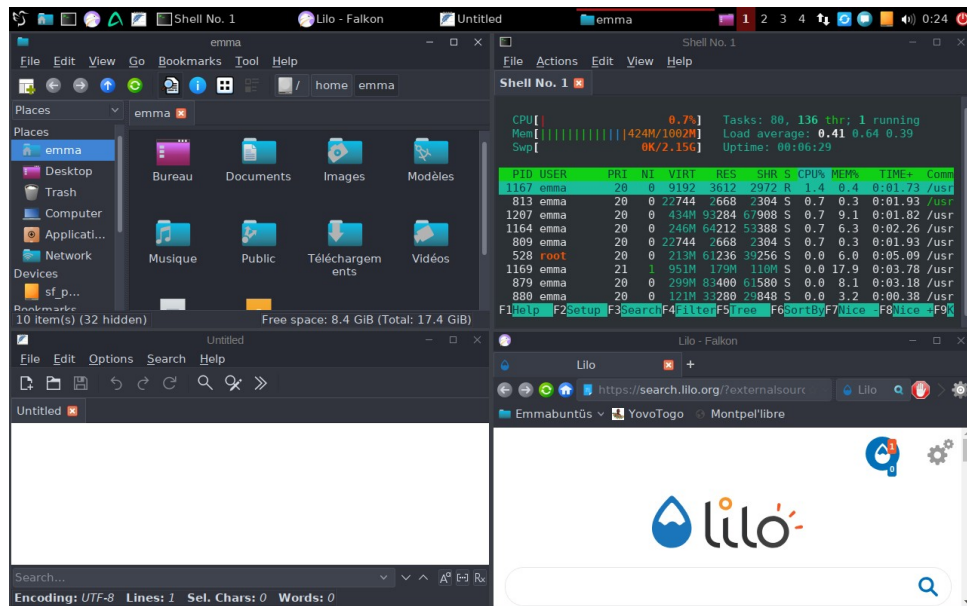 Shell No. 1 Lilo - Falkon Untitled emma 1 2 3 4 0:24
emma
File Edit View Go Bookmarks Tool Help
/ home emma
Places
emma
Places
emma
Desktop
Trash
Computer
Applicati...
Network
Devices
sf_p...
Bookmarks
Bureau Documents Images Modèles
Musique Public Téléchargem
ents
Vidéos
10 item(s) (32 hidden) Free space: 8.4 GiB (Total: 17.4 GiB)
Shell No. 1
File Actions Edit View Help
Shell No. 1
CPU[| 0.7%] Tasks: 80, 136 thr; 1 running
Mem[|||||||||||||424M/1002M] Load average: 0.41 0.64 0.39
Swp[ 0K/2.15G] Uptime: 00:06:29
PID USER PRI NI VIRT RES SHR S CPU% MEM% TIME+ Comm
1167 emma 20 0 9192 3612 2972 R 1.4 0.4 0:01.73 /usr
813 emma 20 0 22744 2668 2304 S 0.7 0.3 0:01.93 /usr
1207 emma 20 0 434M 93284 67908 S 0.7 9.1 0:01.82 /usr
1164 emma 20 0 246M 64212 53388 S 0.7 6.3 0:02.26 /usr
809 emma 20 0 22744 2668 2304 S 0.7 0.3 0:01.93 /usr
528 root 20 0 213M 61236 39256 S 0.0 6.0 0:05.09 /usr
1169 emma 21 1 951M 179M 110M S 0.0 17.9 0:03.78 /usr
879 emma 20 0 299M 83400 61580 S 0.0 8.1 0:03.18 /usr
880 emma 20 0 121M 33280 29848 S 0.0 3.2 0:00.38 /usr
F1Help F2Setup F3SearchF4FilterF5Tree F6SortByF7Nice -F8Nice +F9K
Untitled
File Edit Options Search Help
Untitled
Search...
Encoding: UTF-8 Lines: 1 Sel. Chars: 0 Words: 0
Lilo - Falkon
Lilo +
https://search.lilo.org/?externalsourc Lilo
Emmabuntüs YovoTogo Montpel'libre
1
0
lilo